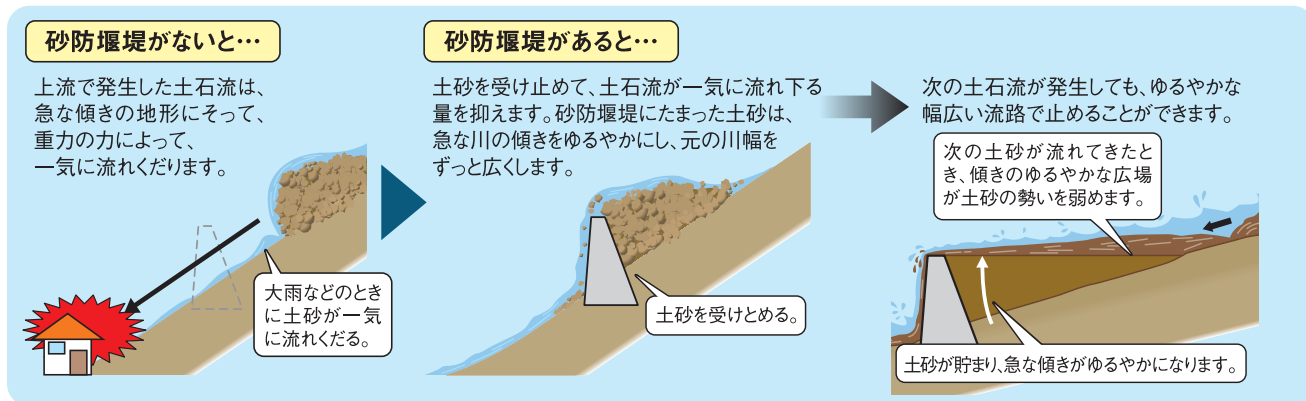 砂防堰堤がないと…
上流で発生した土石流は、
急な傾きの地形にそって、
重力の力によって、
一気に流れくだります。
大雨などのとき
に土砂が一気
に流れくだる。
砂防堰堤があると…
土砂を受け止めて、土石流が一気に流れ下る
量を抑えます。砂防堰堤にたまった土砂は、
急な川の傾きをゆるやかにし、元の川幅を
ずっと広くします。
土砂を受けとめる。
次の土石流が発生しても、ゆるやかな
幅広い流路で止めることができます。
次の土砂が流れてきたと
き、傾きのゆるやかな広場
が土砂の勢いを弱めます。
土砂が貯まり、急な傾きがゆるやかになります。